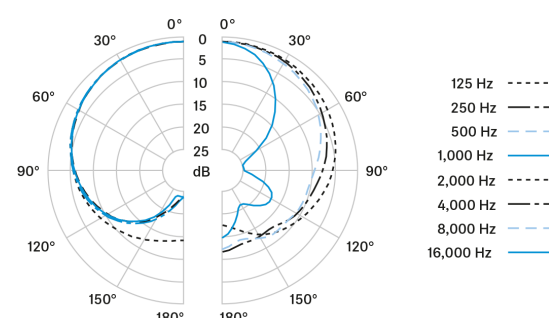 0° 0°
30° 0 30°
5
60° 10 60°
15
20
25
90° dB 90°
120° 120°
150° 150°
180° 180°
125 Hz
250 Hz
500 Hz
1,000 Hz
2,000 Hz
4,000 Hz
8,000 Hz
16,000 Hz